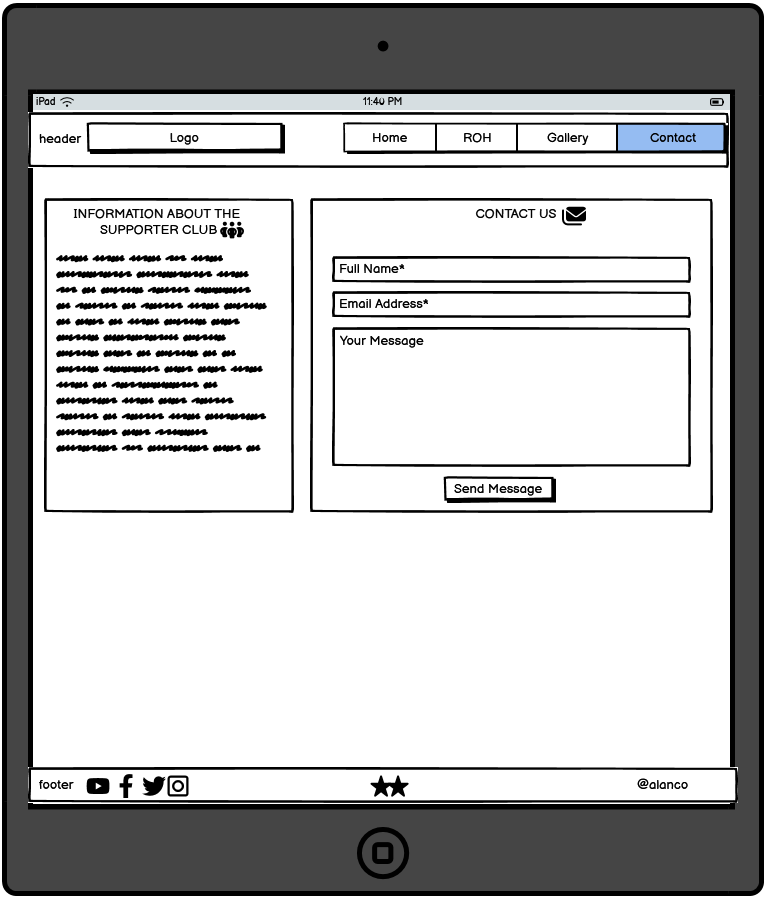 iPad
11:40 PM
header
Logo
Home
ROH
Gallery
Contact
INFORMATION ABOUT THE
SUPPORTER CLUB
CONTACT US
Full Name*
Email Address*
Your Message
Send Message
footer
@alanco